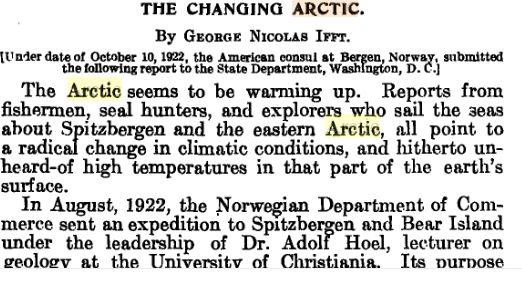 THE CHANGING ARCTIC.
By GEORGE NICOLAS IFFT.
[Under date of October 10, 1922, the American consul at Bergen, Norway, submitted
the following report to the State Department, Washington, D. C.]
The Arctic seems to be warming up. Reports from
fishermen, seal hunters, and explorers who sail the seas
about Spitzbergen and the eastern Arctic, all point to
a radical change in climatic conditions, and hitherto un-
heard-of high temperatures in that part of the earth's
surface.
In August, 1922, the Norwegian Department of Com-
merce sent an expedition to Spitzbergen and Bear Island
under the leadership of Dr. Adolf Hoel, lecturer on
geology at the University of Christiania. Its purpose